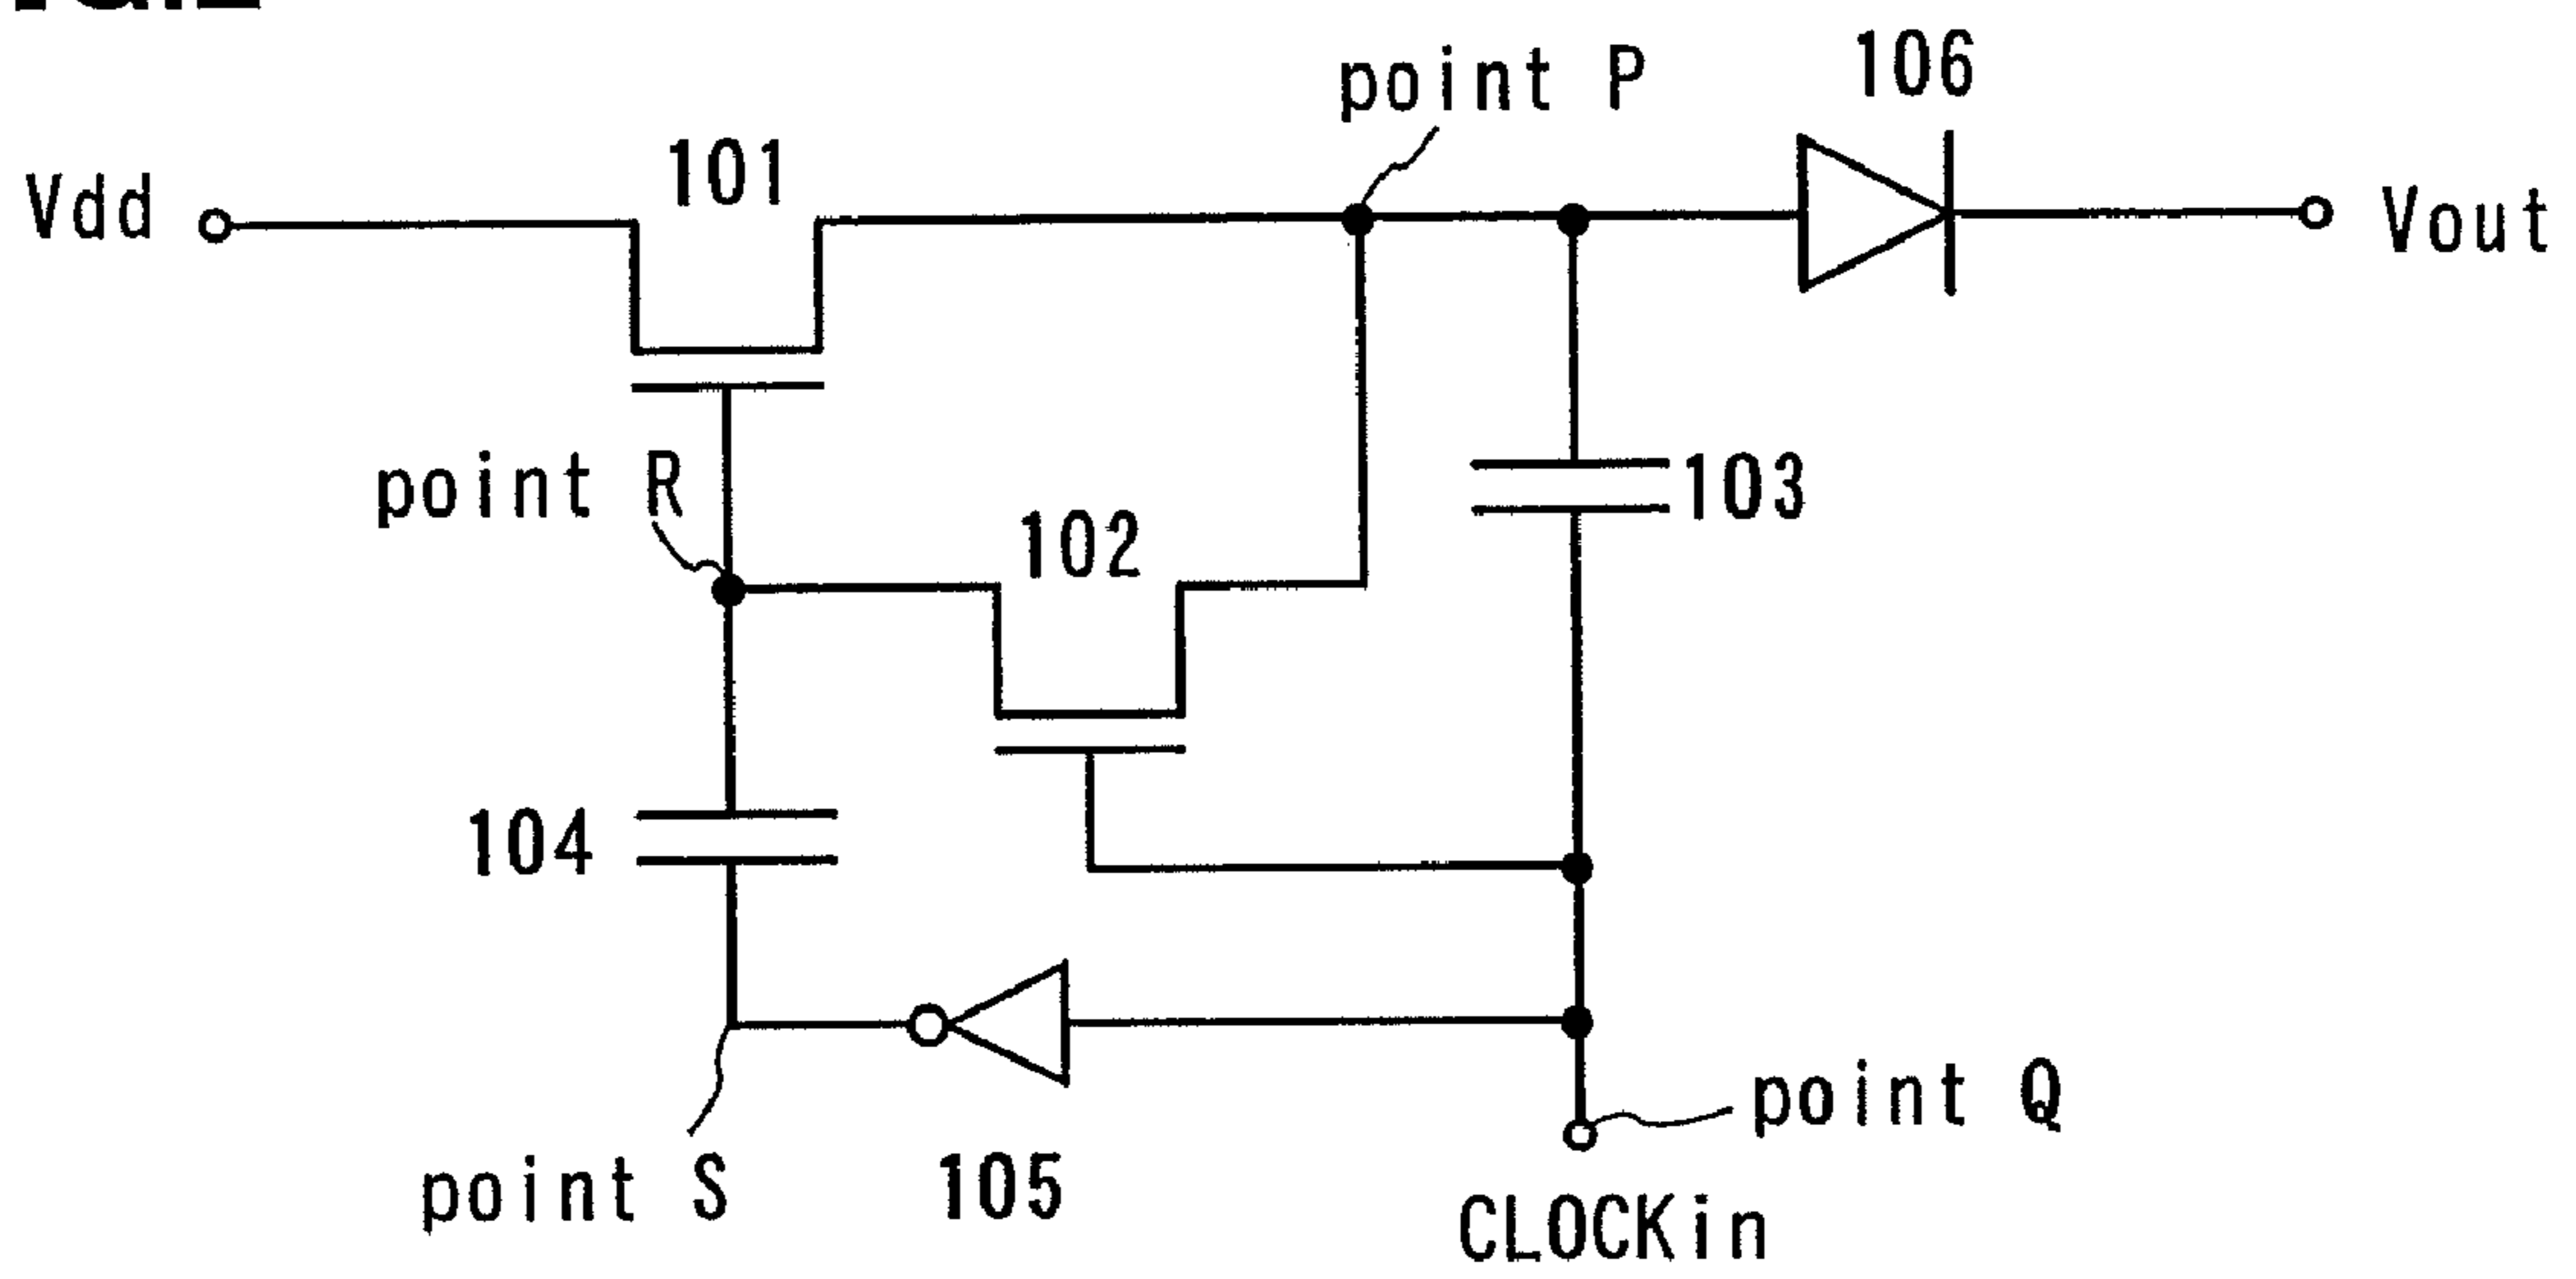 point P
106
101
Vdd
Vout
point R
103
102
104
point Q
point S
105
CLOCKin